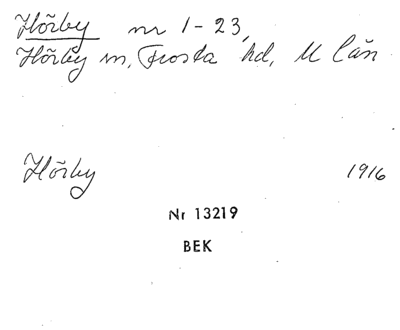 Hörby nr 1-23,
Hörby m, Frosta hd, M län
Hörby 1916
Nr 13219
BEK